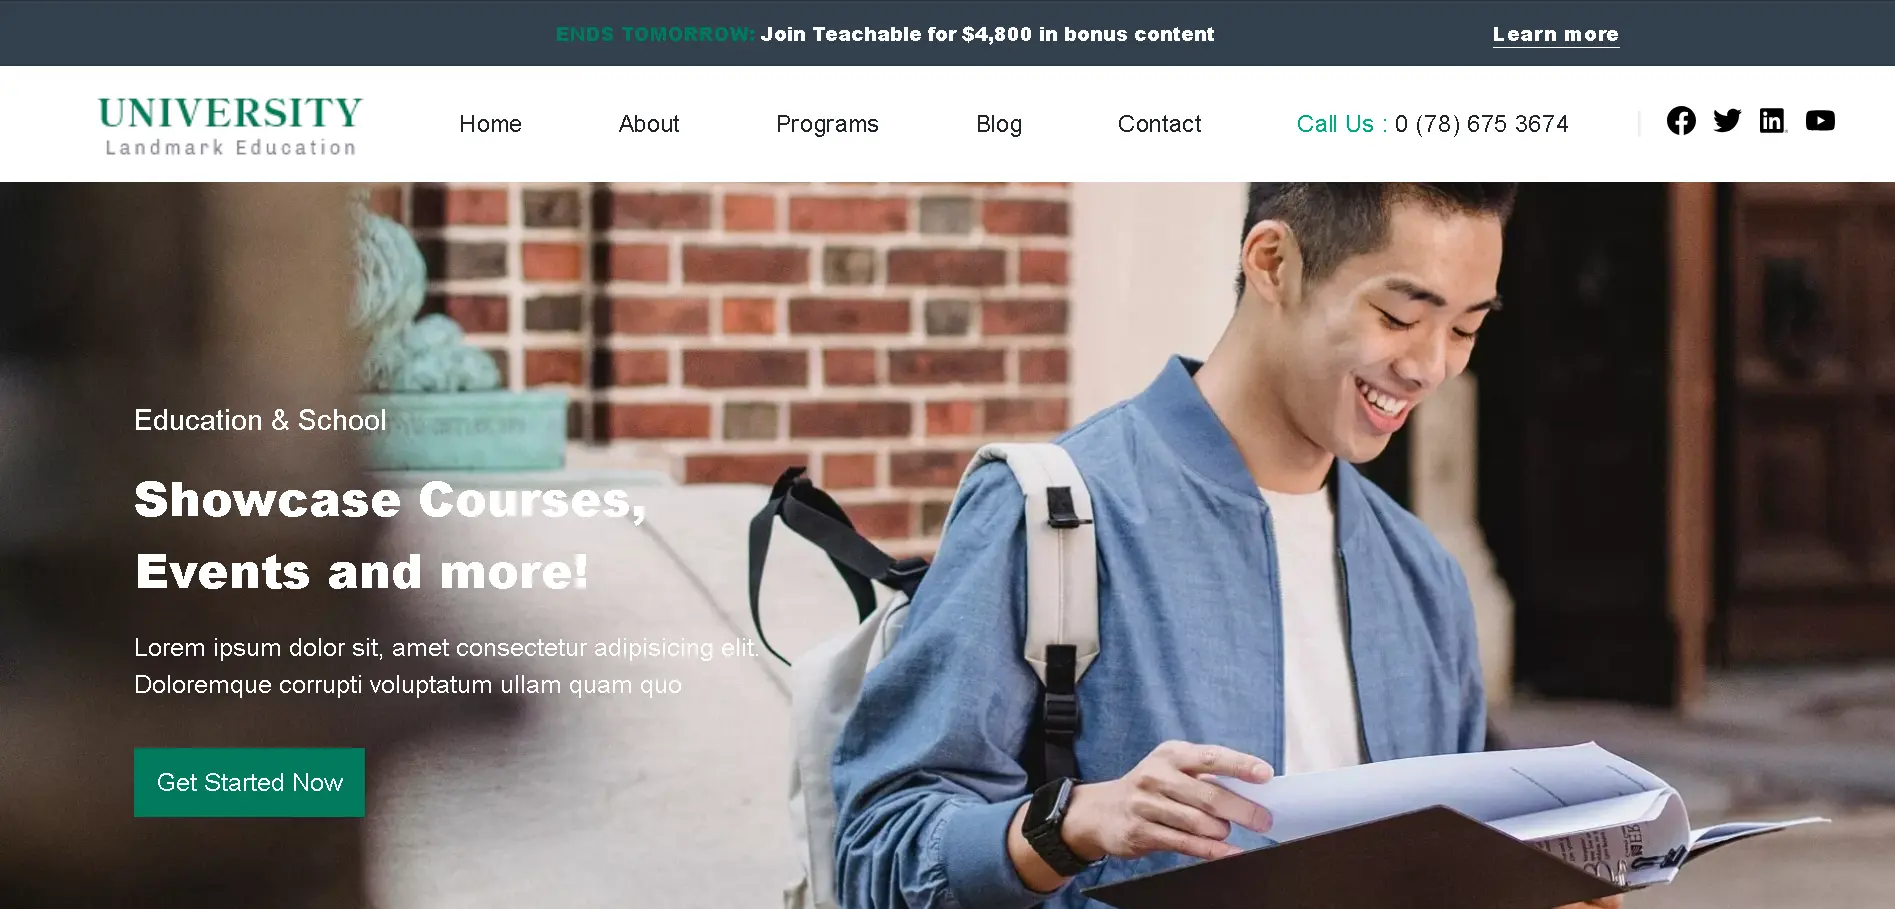 ENDS TOMORROW: Join Teachable for $4,800 in bonus content
Learn more
UNIVERSITY
Landmark Education
Home
About
Programs
Blog
Contact
Call Us : 0 (78) 675 3674
Education & School
Showcase Courses,
Events and more!
Lorem ipsum dolor sit, amet consectetur adipisicing elit.
Doloremque corrupti voluptatum ullam quam quo
Get Started Now